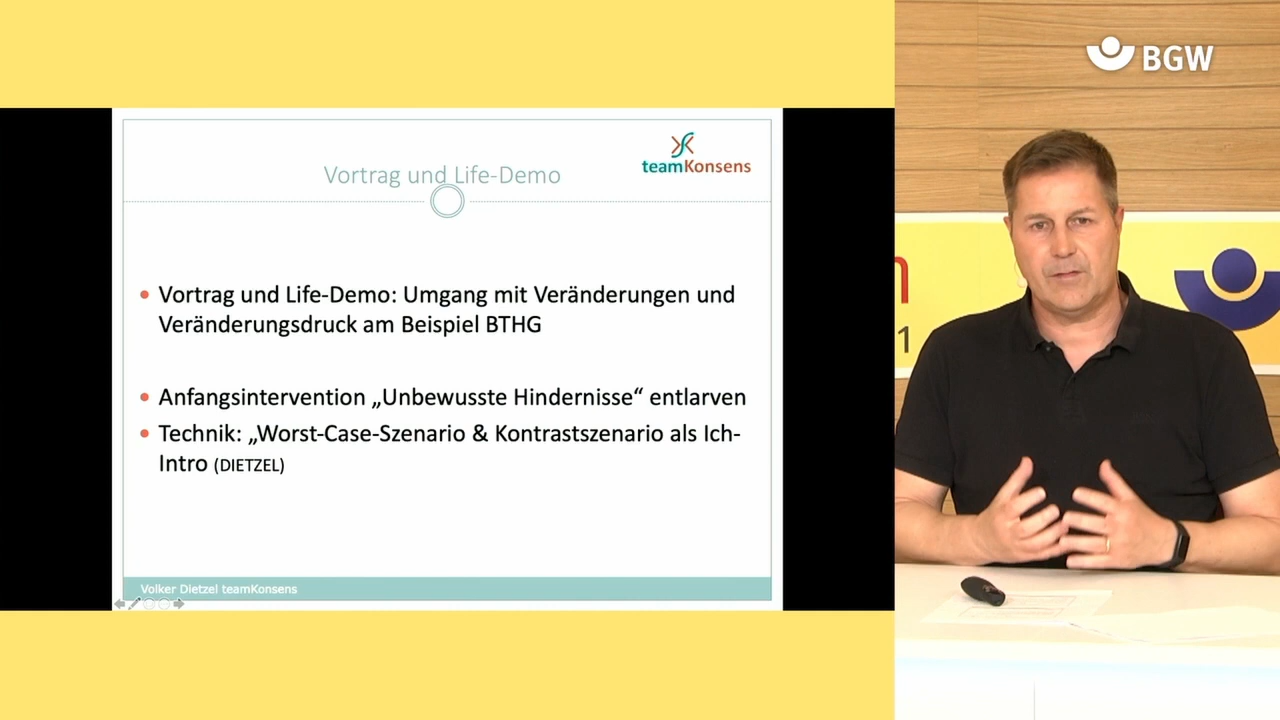 BGW
teamKonsens
Vortrag und Life-Demo
Vortrag und Life-Demo: Umgang mit Veränderungen und
Veränderungsdruck am Beispiel BTHG
Anfangsintervention „Unbewusste Hindernisse“ entlarven
Technik: „Worst-Case-Szenario & Kontrastszenario als Ich-
Intro (DIETZEL)
Volker Dietzel teamKonsens
1